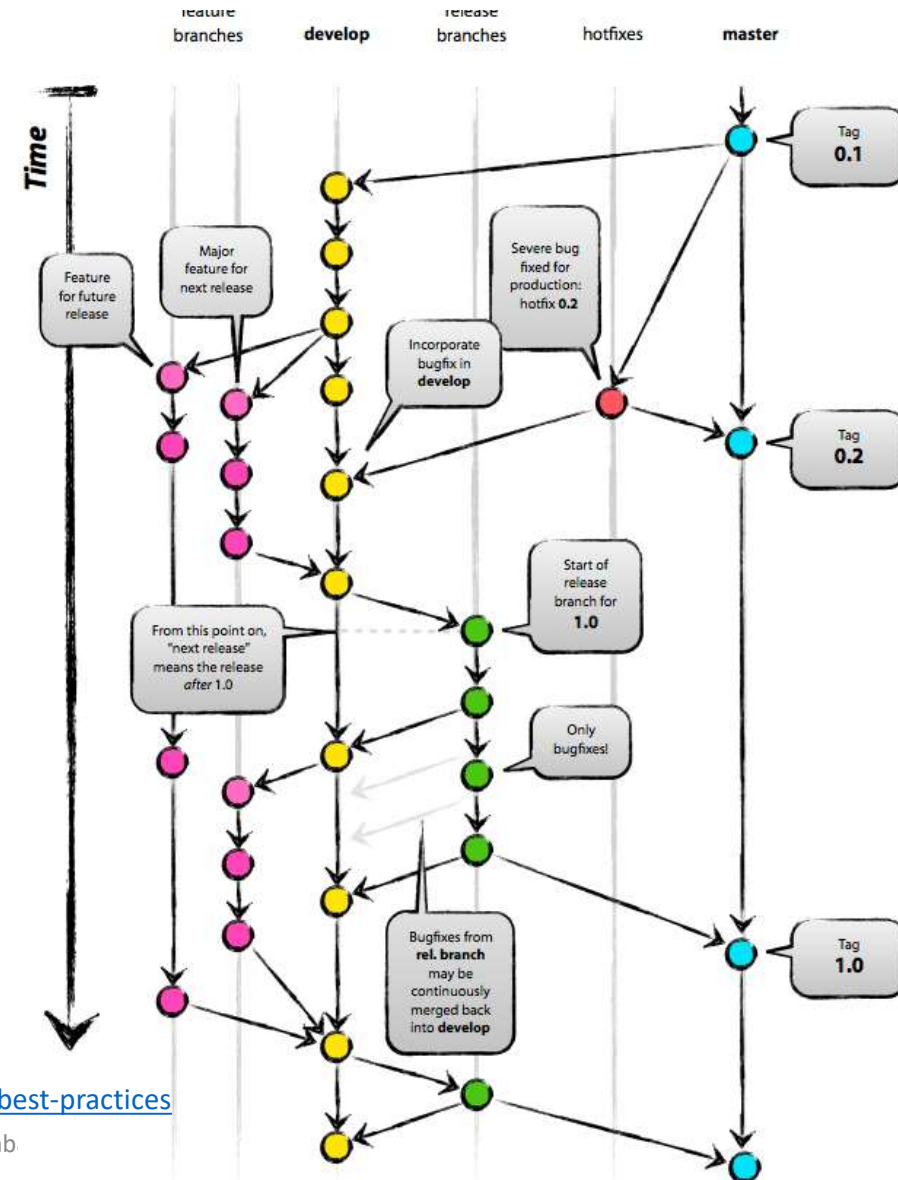 feature
branches
develop
release
branches
hotfixes
master
Time
Tag
0.1
Feature
for future
release
Major
feature for
next release
Severe bug
fixed for
production:
hotfix 0.2
Incorporate
bugfix in
develop
Tag
0.2
Start of
release
branch for
1.0
From this point on,
“next release”
means the release
after 1.0
Only
bugfixes!
Bugfixes from
rel. branch
may be
continuously
merged back
into develop
Tag
1.0
best-practices